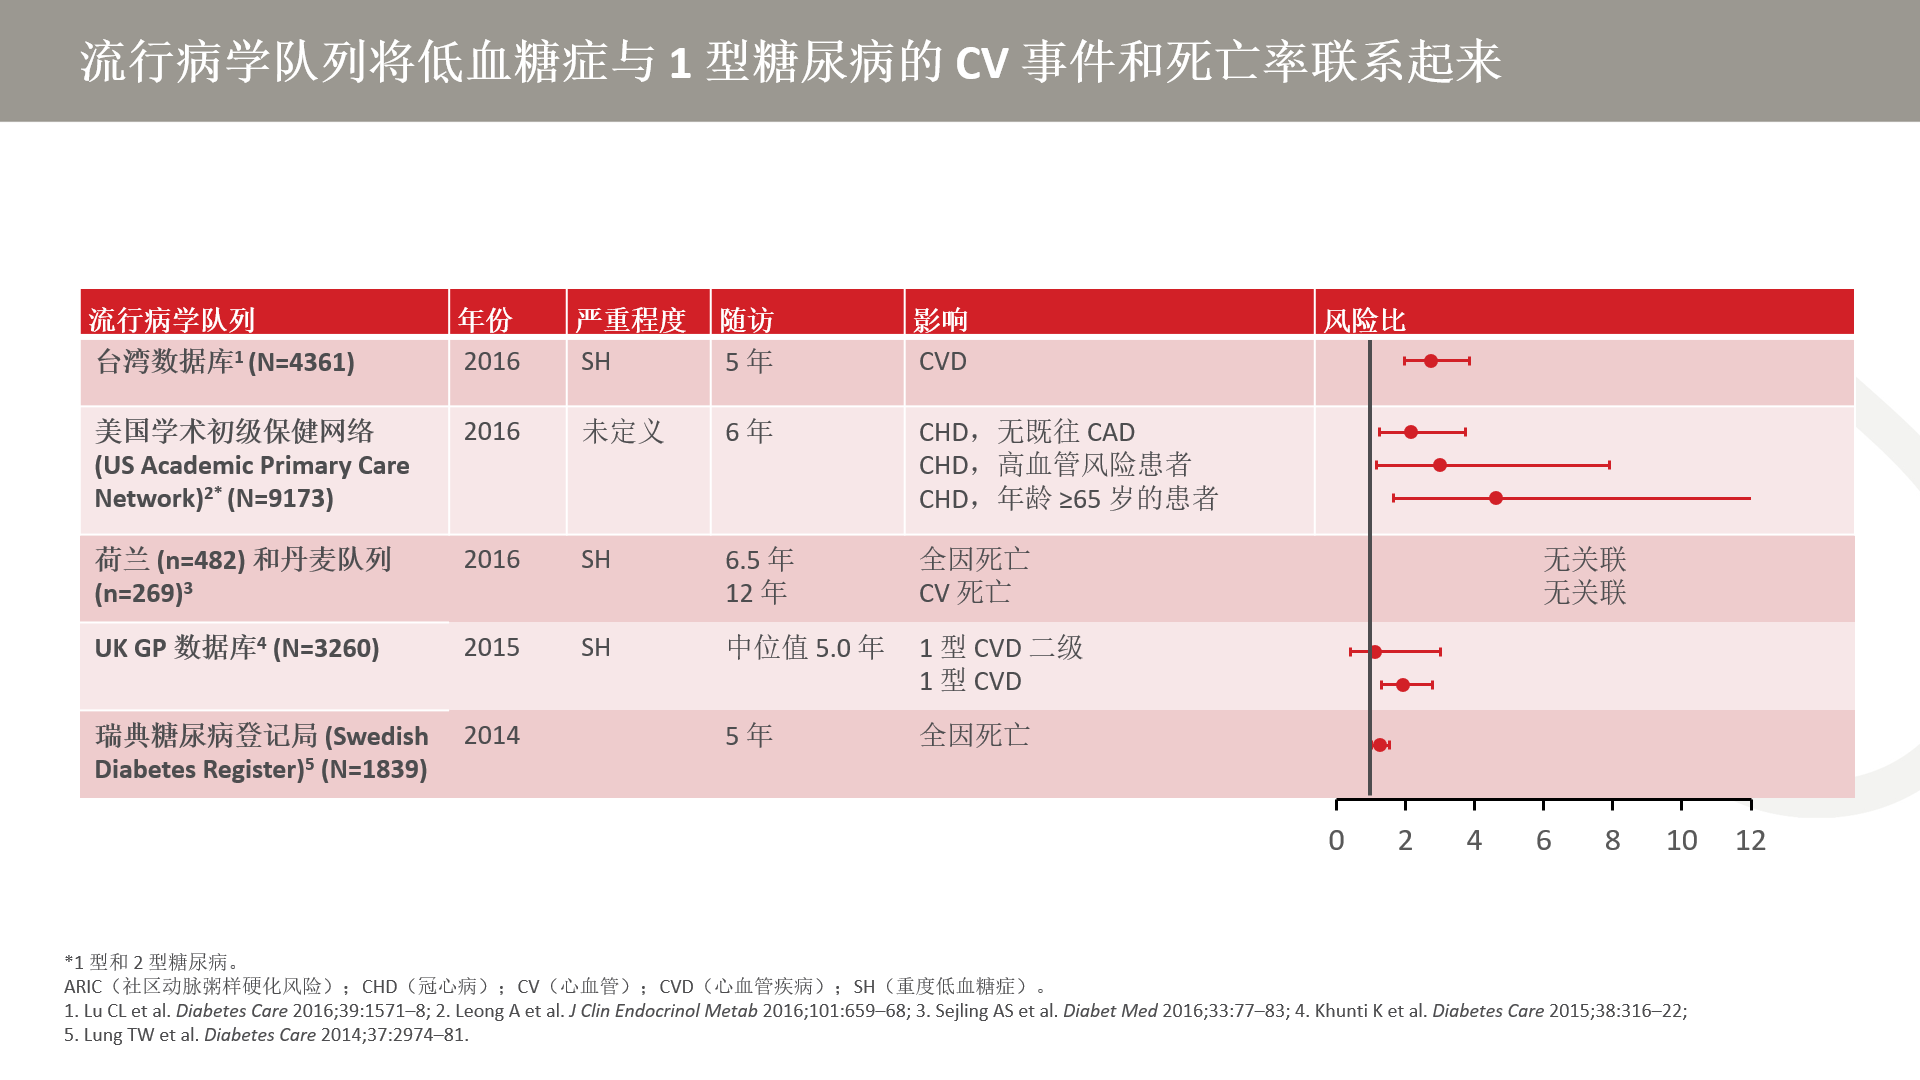 流行病学队列将低血糖症与 1 型糖尿病的 CV 事件和死亡率联系起来
流行病学队列 年份 严重程度 随访 影响 风险比
台湾数据库¹ (N=4361) 2016 SH 5 年 CVD
美国学术初级保健网络 2016 未定义 6 年 CHD，无既往 CAD
(US Academic Primary Care CHD，高血管风险患者
Network)²* (N=9173) CHD，年龄 ≥65 岁的患者
荷兰 (n=482) 和丹麦队列 2016 SH 6.5 年 全因死亡 无关联
(n=269)³ 12 年 CV 死亡 无关联
UK GP 数据库⁴ (N=3260) 2015 SH 中位值 5.0 年 1 型 CVD 二级
1 型 CVD
瑞典糖尿病登记局 (Swedish 2014 5 年 全因死亡
Diabetes Register)⁵ (N=1839)
0 2 4 6 8 10 12
*1 型和 2 型糖尿病。
ARIC（社区动脉粥样硬化风险）；CHD（冠心病）；CV（心血管）；CVD（心血管疾病）；SH（重度低血糖症）。
1. Lu CL et al. Diabetes Care 2016;39:1571–8; 2. Leong A et al. J Clin Endocrinol Metab 2016;101:659–68; 3. Sejling AS et al. Diabet Med 2016;33:77–83; 4. Khunti K et al. Diabetes Care 2015;38:316–22;
5. Lung TW et al. Diabetes Care 2014;37:2974–81.